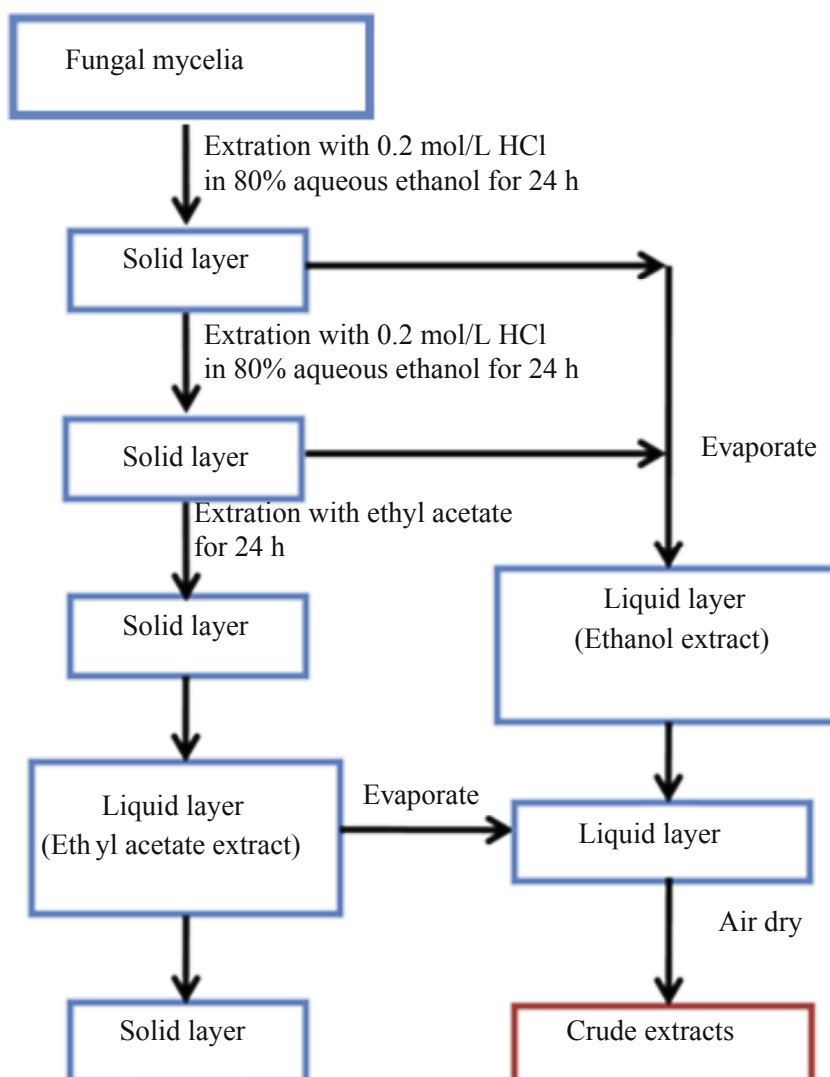 Fungal mycelia
Extration with 0.2 mol/L HCl
in 80% aqueous ethanol for 24 h
Solid layer
Extration with 0.2 mol/L HCl
in 80% aqueous ethanol for 24 h
Solid layer
Evaporate
Extration with ethyl acetate
for 24 h
Liquid layer
(Ethanol extract)
Solid layer
Liquid layer
(Eth yl acetate extract)
Evaporate
Liquid layer
Air dry
Solid layer
Crude extracts